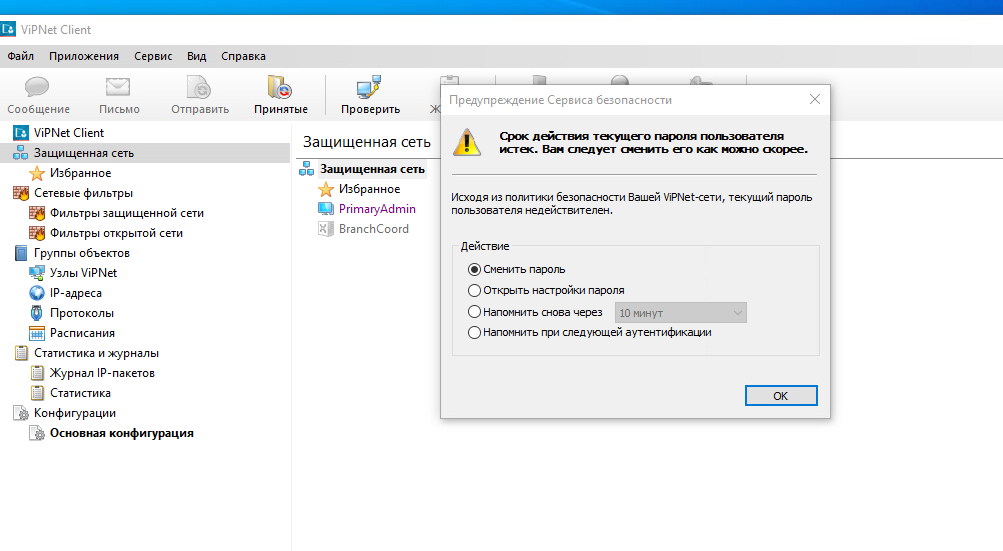 ViPNet Client
Файл Приложения Сервис Вид Справка
Сообщение Письмо Отправить Принятые Проверить
ViPNet Client
Защищенная сеть
Избранное
Сетевые фильтры
Фильтры защищенной сети
Фильтры открытой сети
Группы объектов
Узлы ViPNet
IP-адреса
Протоколы
Расписания
Статистика и журналы
Журнал IP-пакетов
Статистика
Конфигурации
Основная конфигурация
Защищенная сеть
Защищенная сеть
Избранное
PrimaryAdmin
BranchCoord
Предупреждение Сервиса безопасности
Срок действия текущего пароля пользователя
истек. Вам следует сменить его как можно скорее.
Исходя из политики безопасности Вашей ViPNet-сети, текущий пароль
пользователя недействителен.
Действие
Сменить пароль
Открыть настройки пароля
Напомнить снова через 10 минут
Напомнить при следующей аутентификации
OK